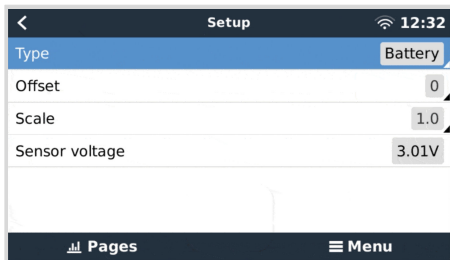 Setup 12:32
Type Battery
Offset 0
Scale 1.0
Sensor voltage 3.01V
Pages Menu